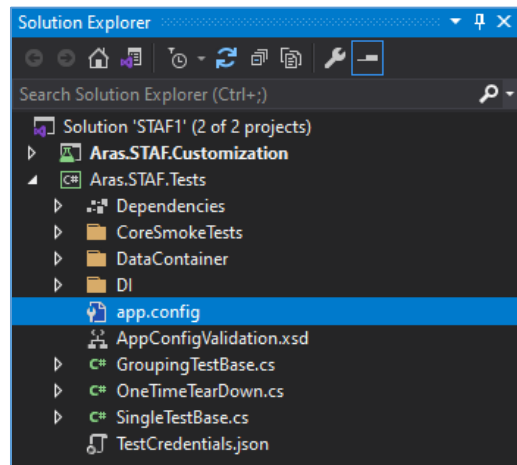 Solution Explorer
Search Solution Explorer (Ctrl+;)
Solution 'STAF1' (2 of 2 projects)
Aras.STAF.Customization
C# Aras.STAF.Tests
Dependencies
CoreSmokeTests
DataContainer
DI
app.config
AppConfigValidation.xsd
C# GroupingTestBase.cs
C# OneTimeTearDown.cs
C# SingleTestBase.cs
TestCredentials.json